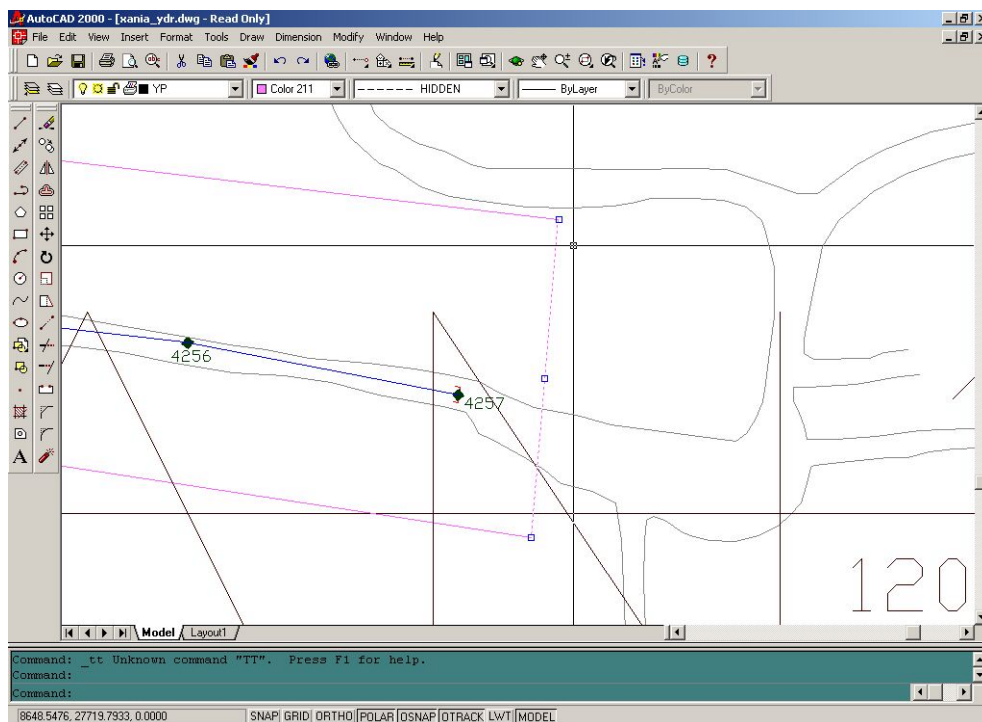 AutoCAD 2000 - [xania_ydr.dwg - Read Only]
File Edit View Insert Format Tools Draw Dimension Modify Window Help
YP Color 211 HIDDEN ByLayer ByColor
4256
4257
120
A
Model Layout1
Command: _tt Unknown command "TT". Press F1 for help.
Command:
Command:
8648.5476, 27719.7933, 0.0000 SNAP GRID ORTHO POLAR OSNAP OTRACK LWT MODEL